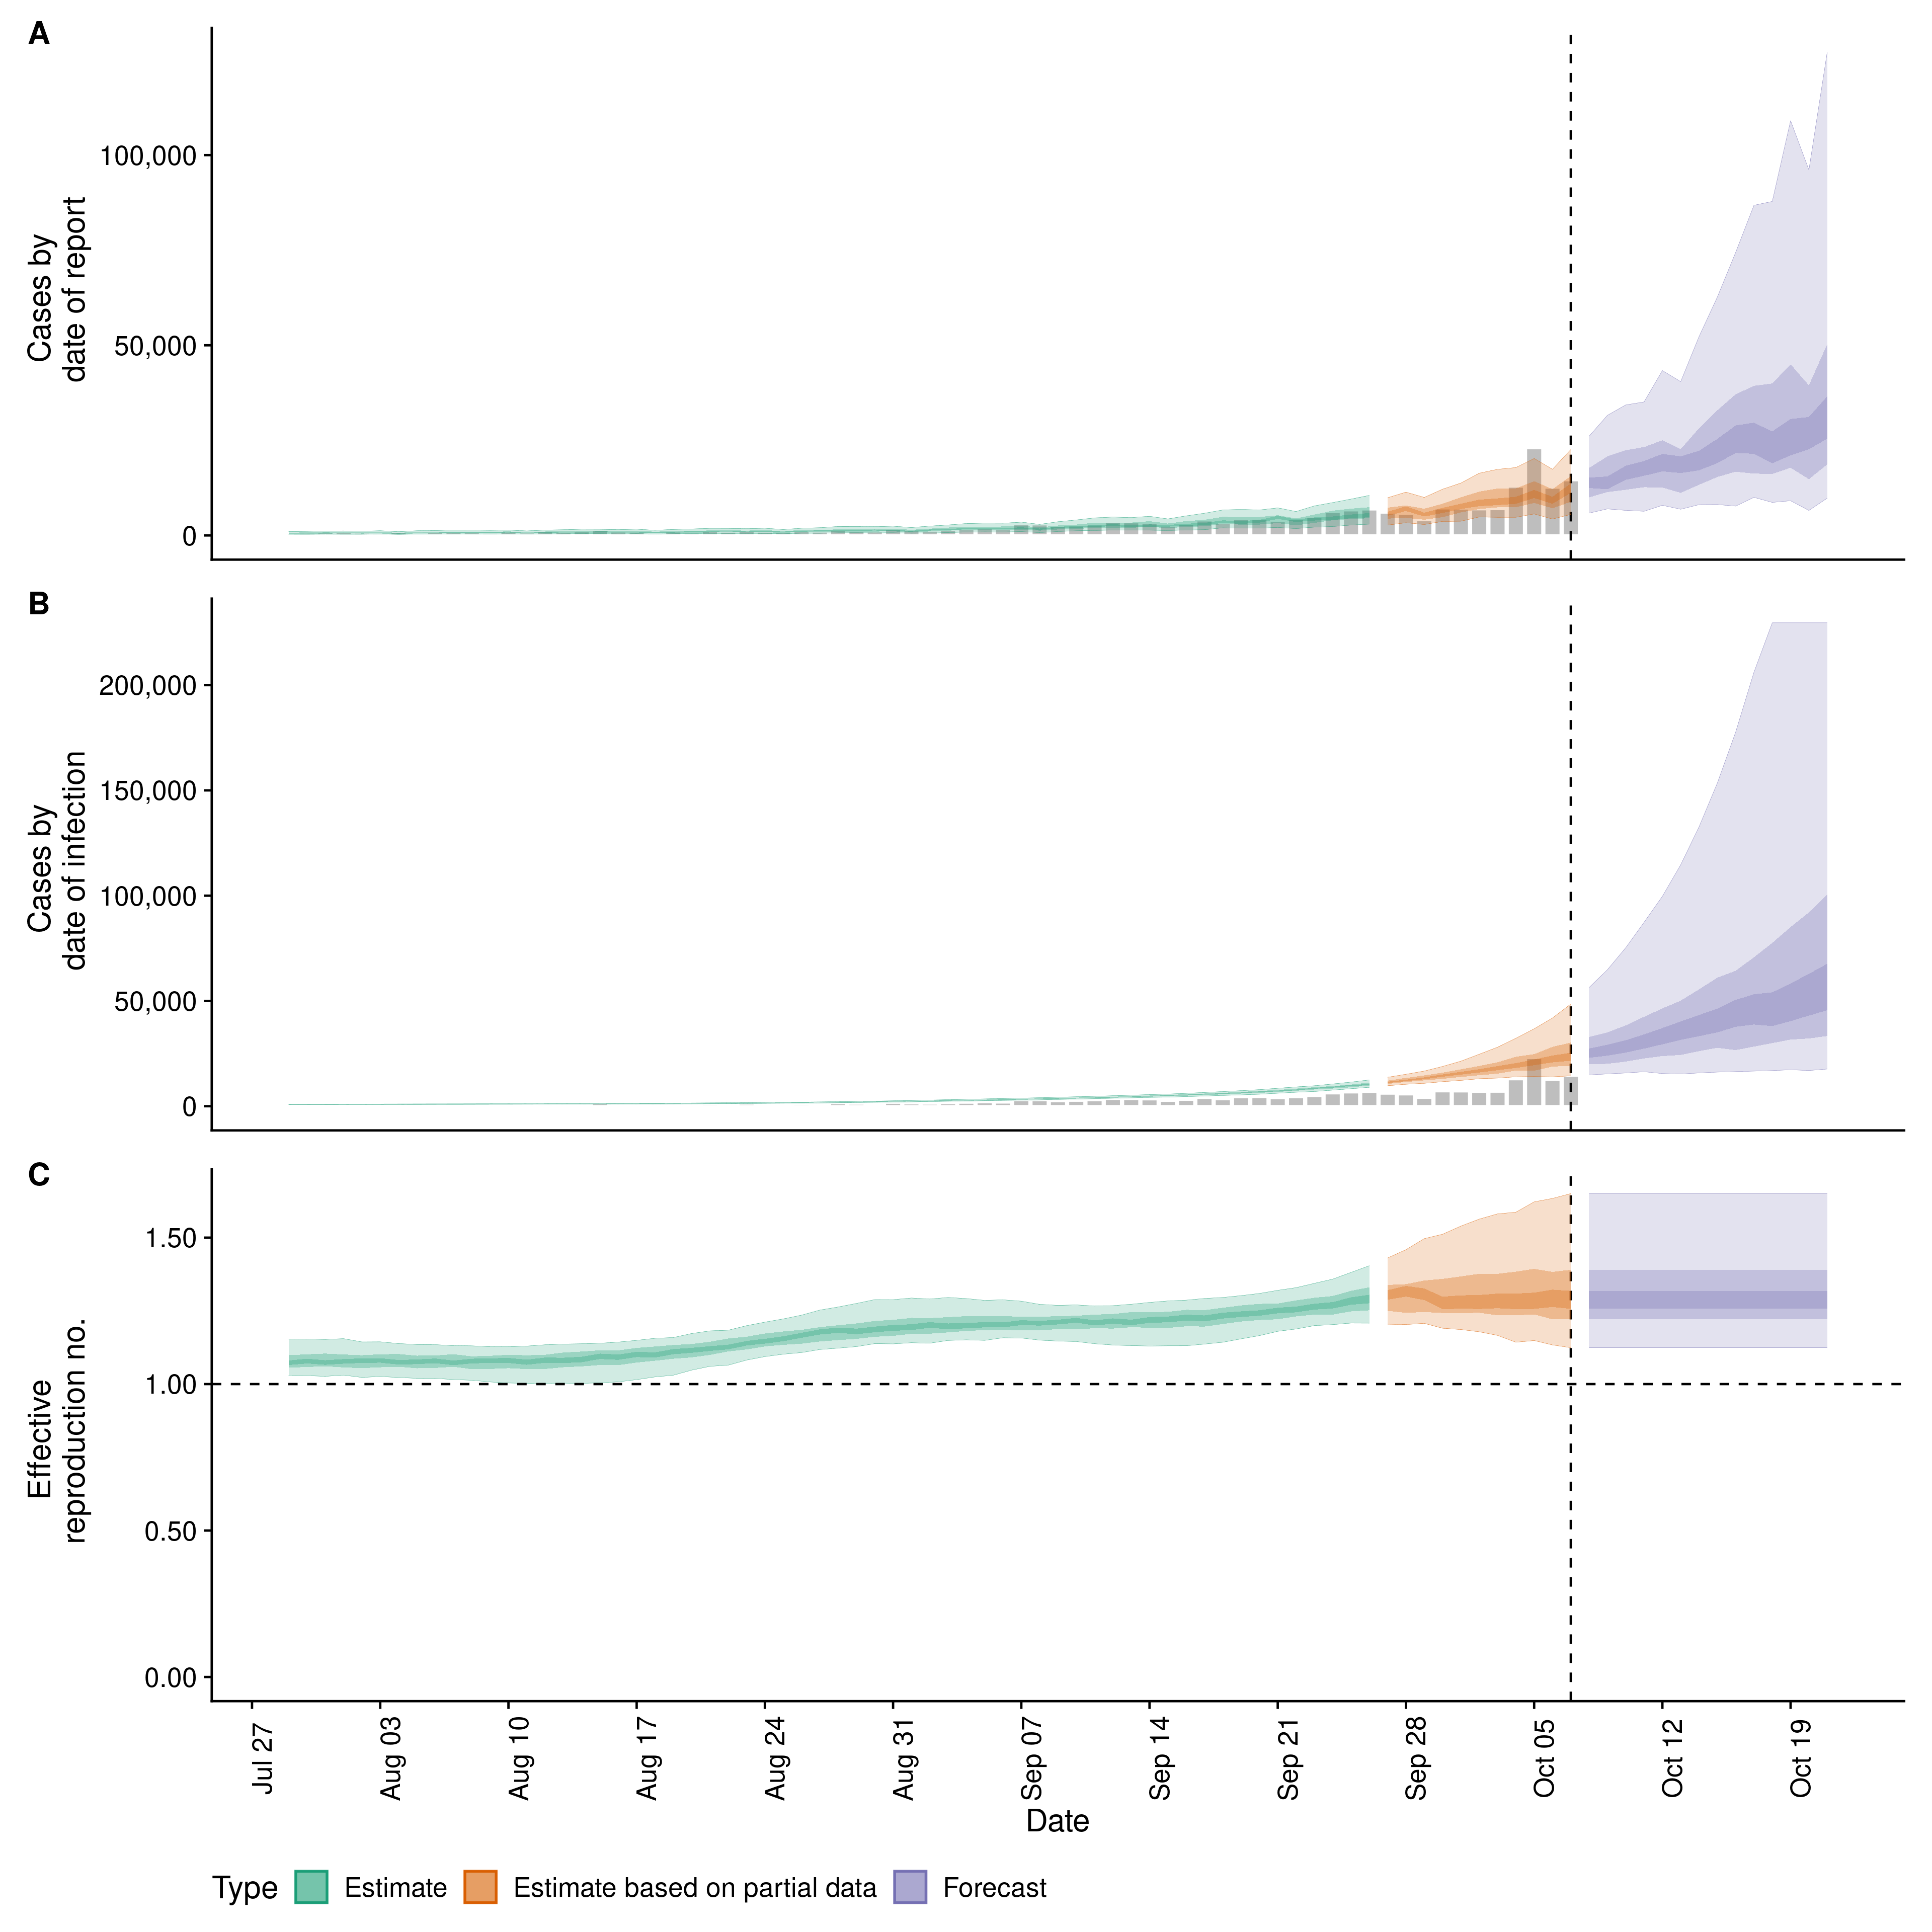 A
Cases by
date of report
100,000
50,000
0
B
Cases by
date of infection
200,000
150,000
100,000
50,000
0
C
Effective
reproduction no.
1.50
1.00
0.50
0.00
Jul 27
Aug 03
Aug 10
Aug 17
Aug 24
Aug 31
Sep 07
Sep 14
Sep 21
Sep 28
Oct 05
Oct 12
Oct 19
Date
Type Estimate Estimate based on partial data Forecast